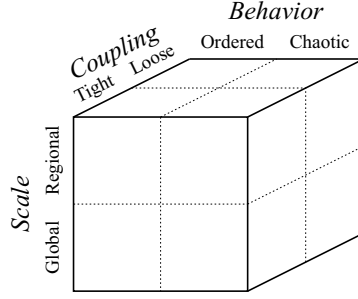 Behavior
Ordered Chaotic
Coupling
Tight Loose
Scale
Regional
Global